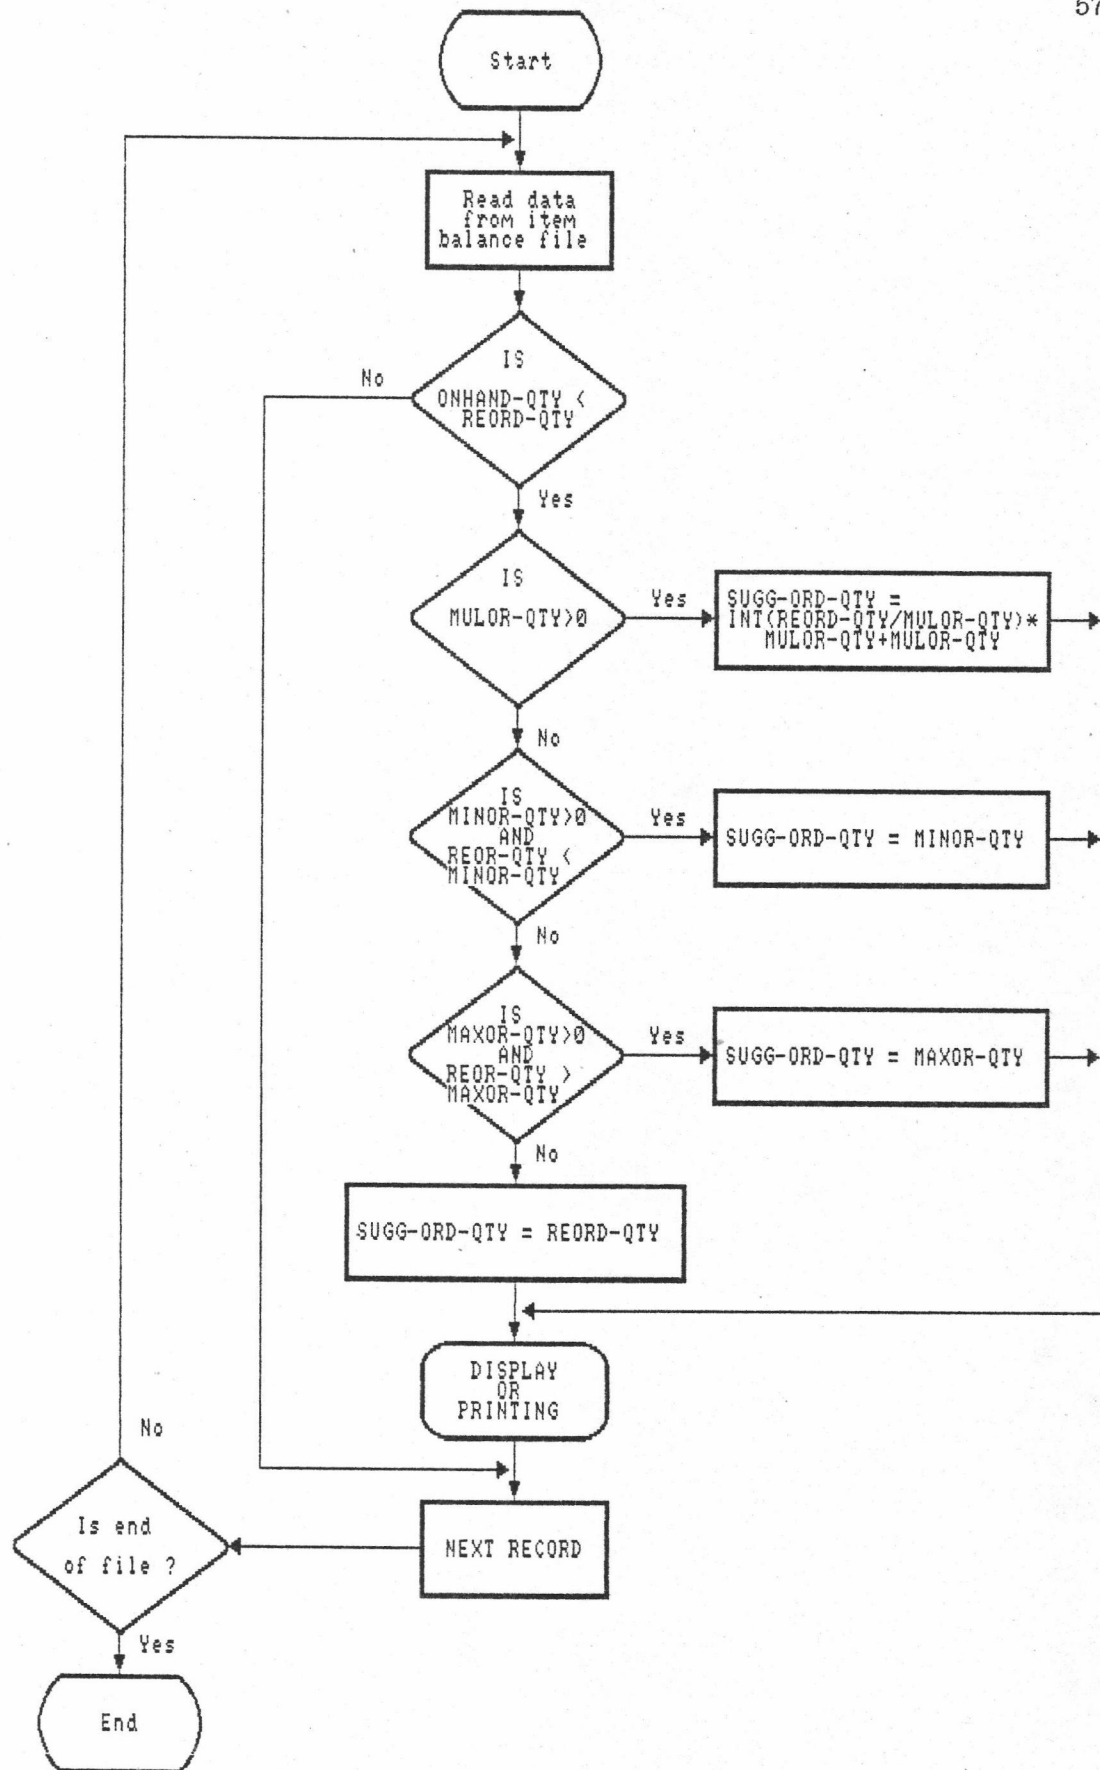 57
Start
Read data
from item
balance file
IS
No
ONHAND-QTY <
REORD-QTY
Yes
IS
MULOR-QTY>0
Yes
SUGG-ORD-QTY =
INT(REORD-QTY/MULOR-QTY)*
MULOR-QTY+MULOR-QTY
No
IS
MINOR-QTY>0
AND
REOR-QTY <
MINOR-QTY
Yes
SUGG-ORD-QTY = MINOR-QTY
No
IS
MAXOR-QTY>0
AND
REOR-QTY >
MAXOR-QTY
Yes
SUGG-ORD-QTY = MAXOR-QTY
No
SUGG-ORD-QTY = REORD-QTY
DISPLAY
OR
PRINTING
No
Is end
of file ?
NEXT RECORD
Yes
End